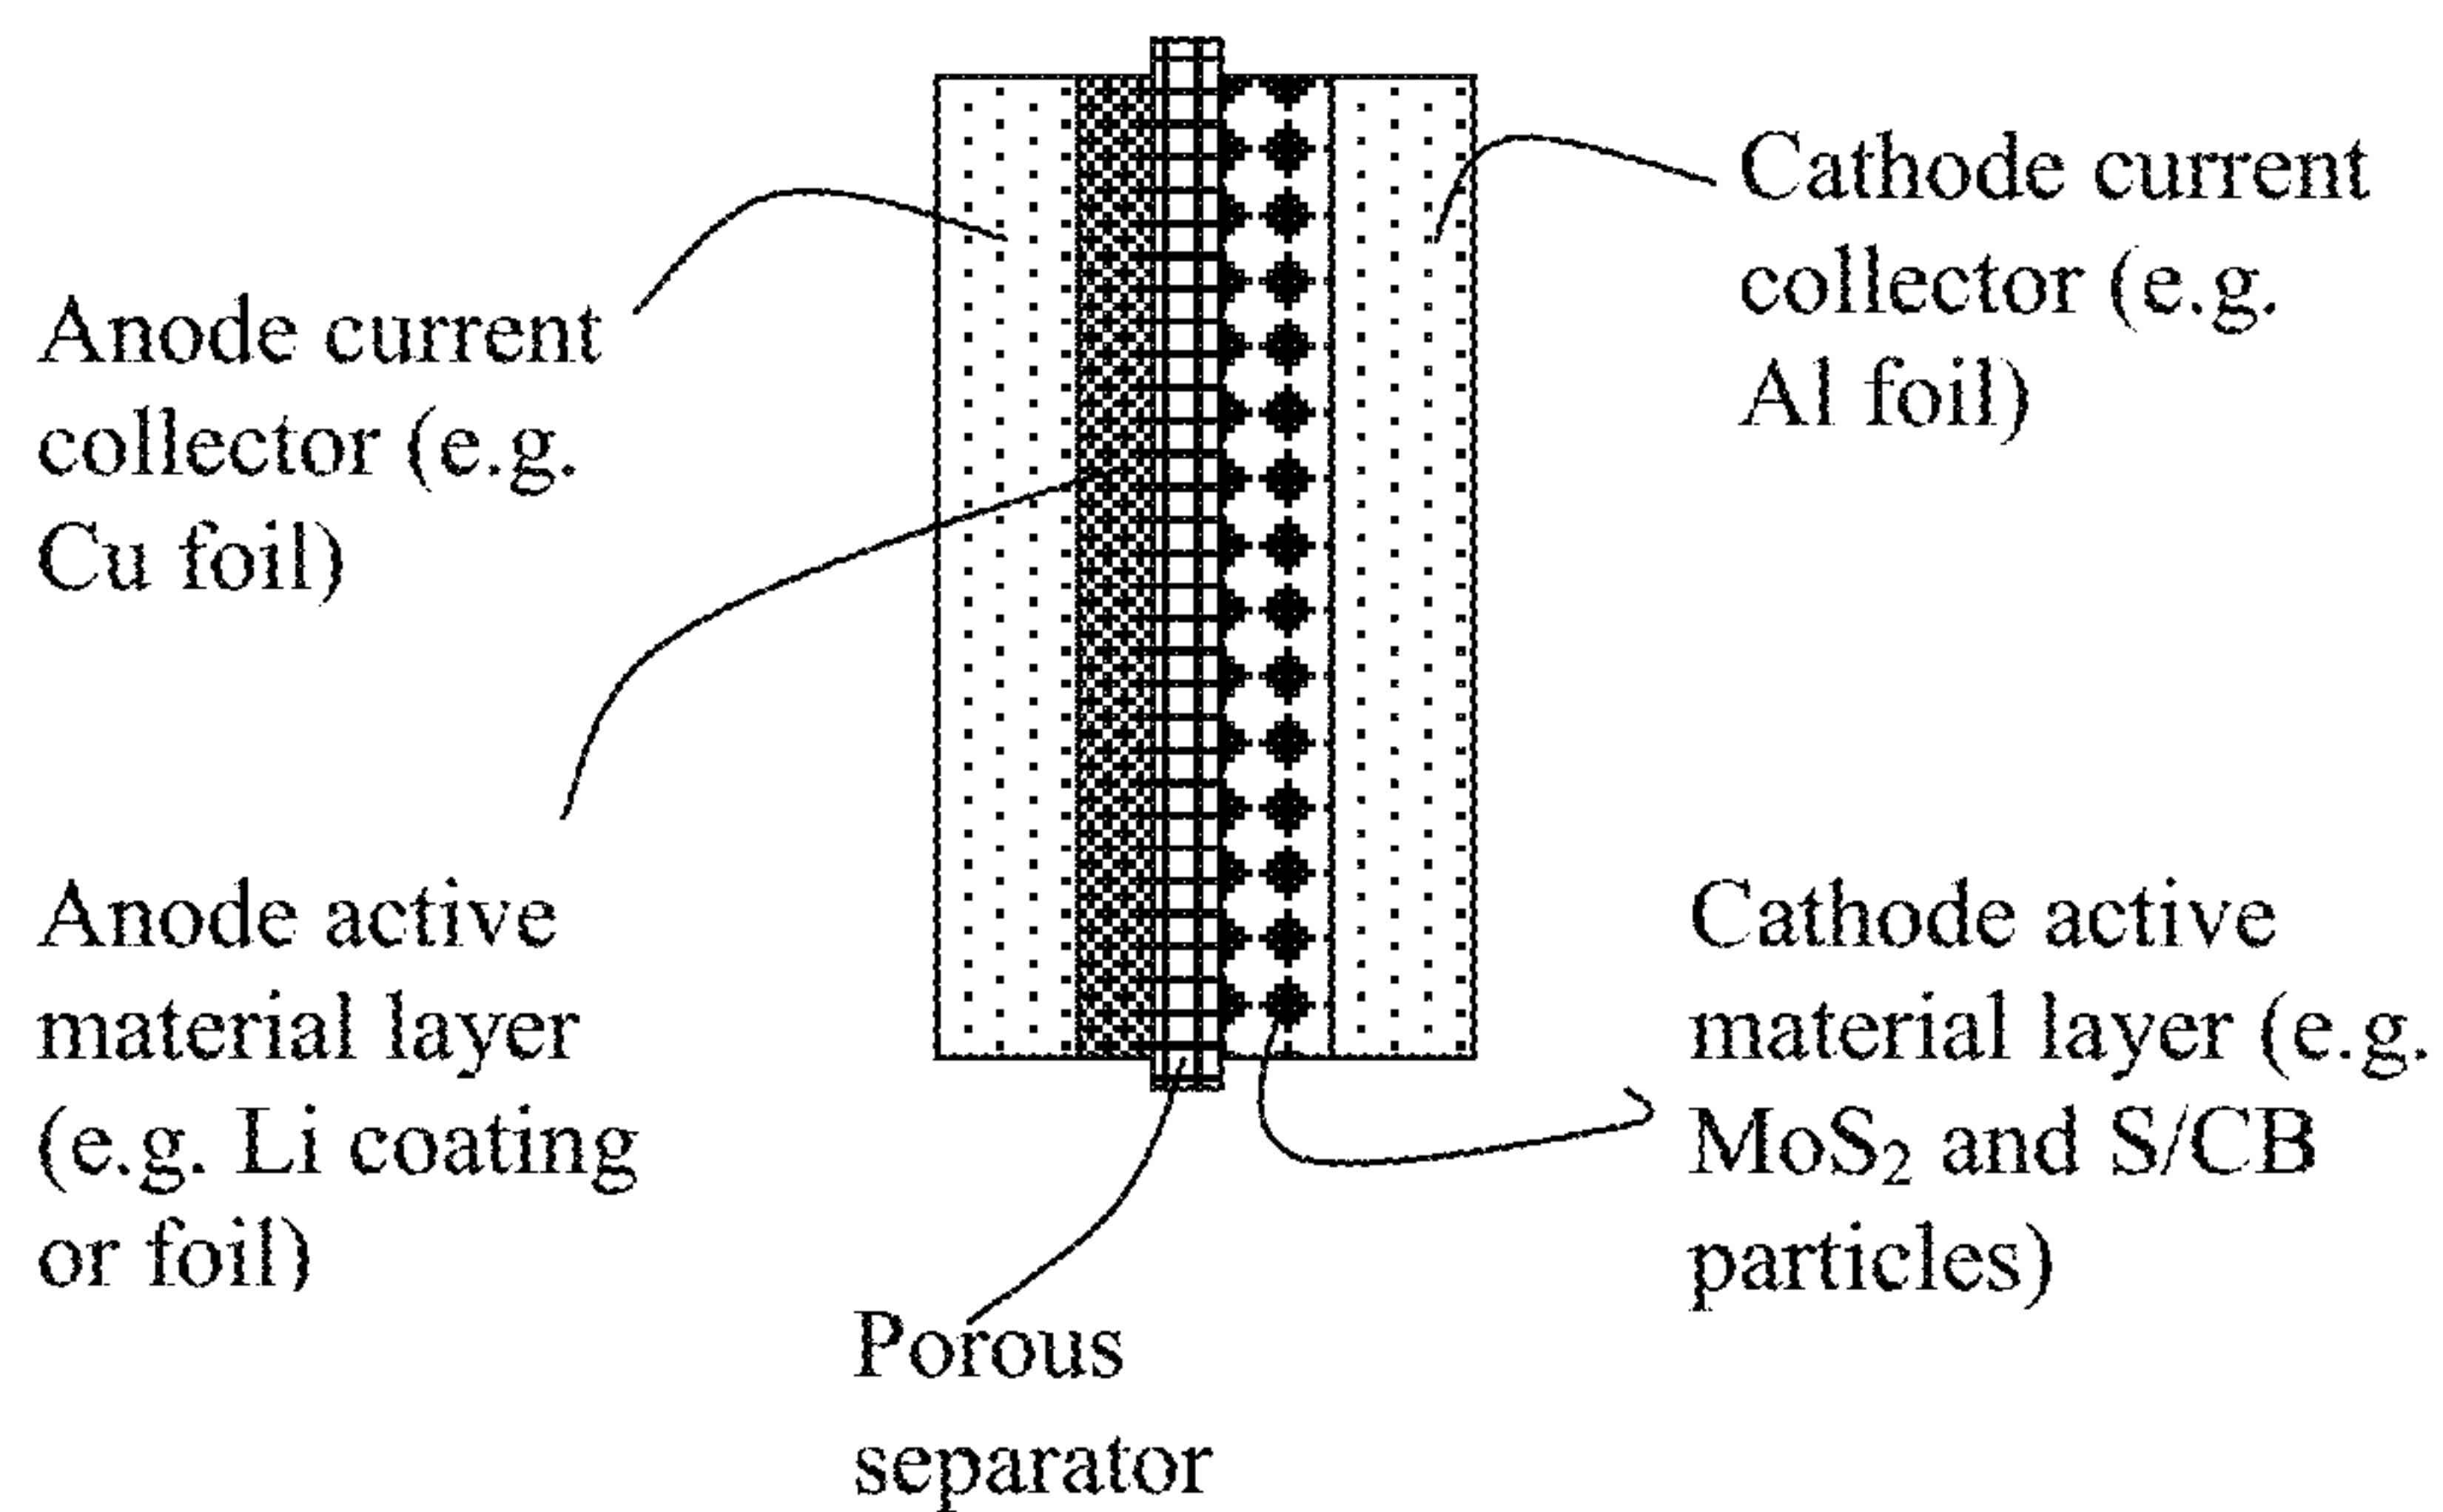 Anode current
collector (e.g.
Cu foil)
Anode active
material layer
(e.g. Li coating
or foil)
Porous
separator
Cathode current
collector (e.g.
Al foil)
Cathode active
material layer (e.g.
MoS₂ and S/CB
particles)